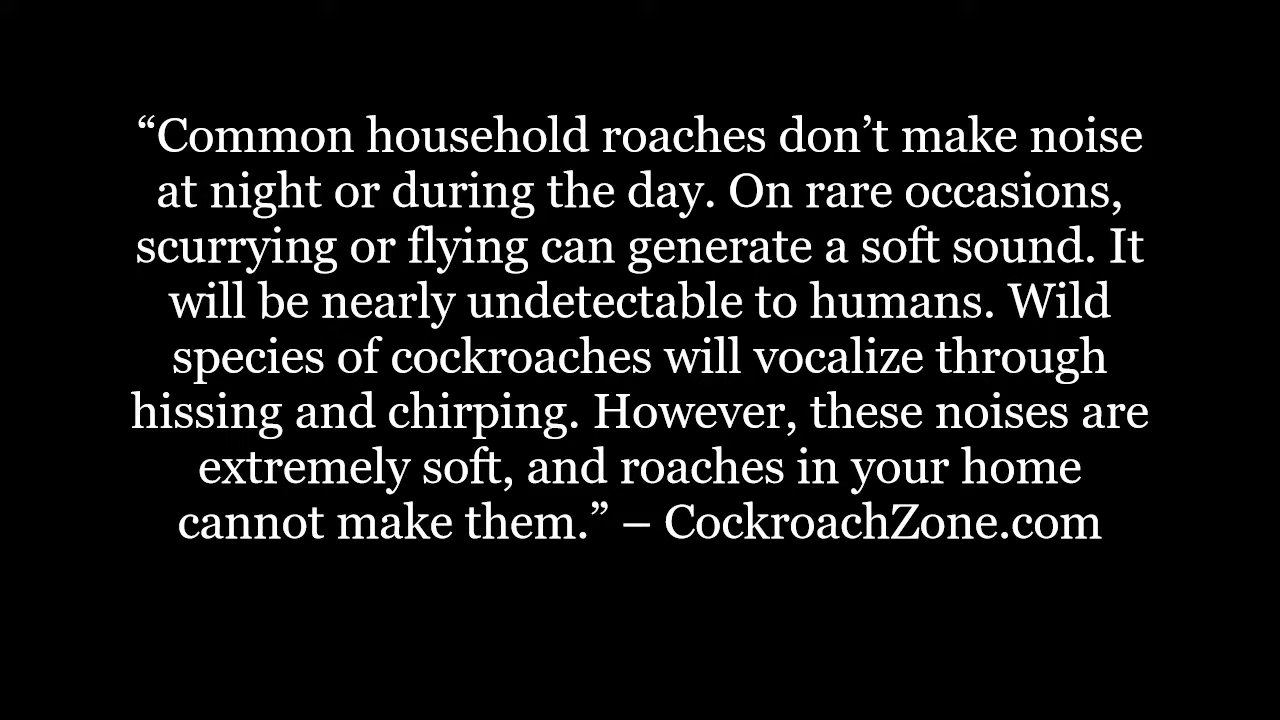 “Common household roaches don’t make noise
at night or during the day. On rare occasions,
scurrying or flying can generate a soft sound. It
will be nearly undetectable to humans. Wild
species of cockroaches will vocalize through
hissing and chirping. However, these noises are
extremely soft, and roaches in your home
cannot make them.” – CockroachZone.com